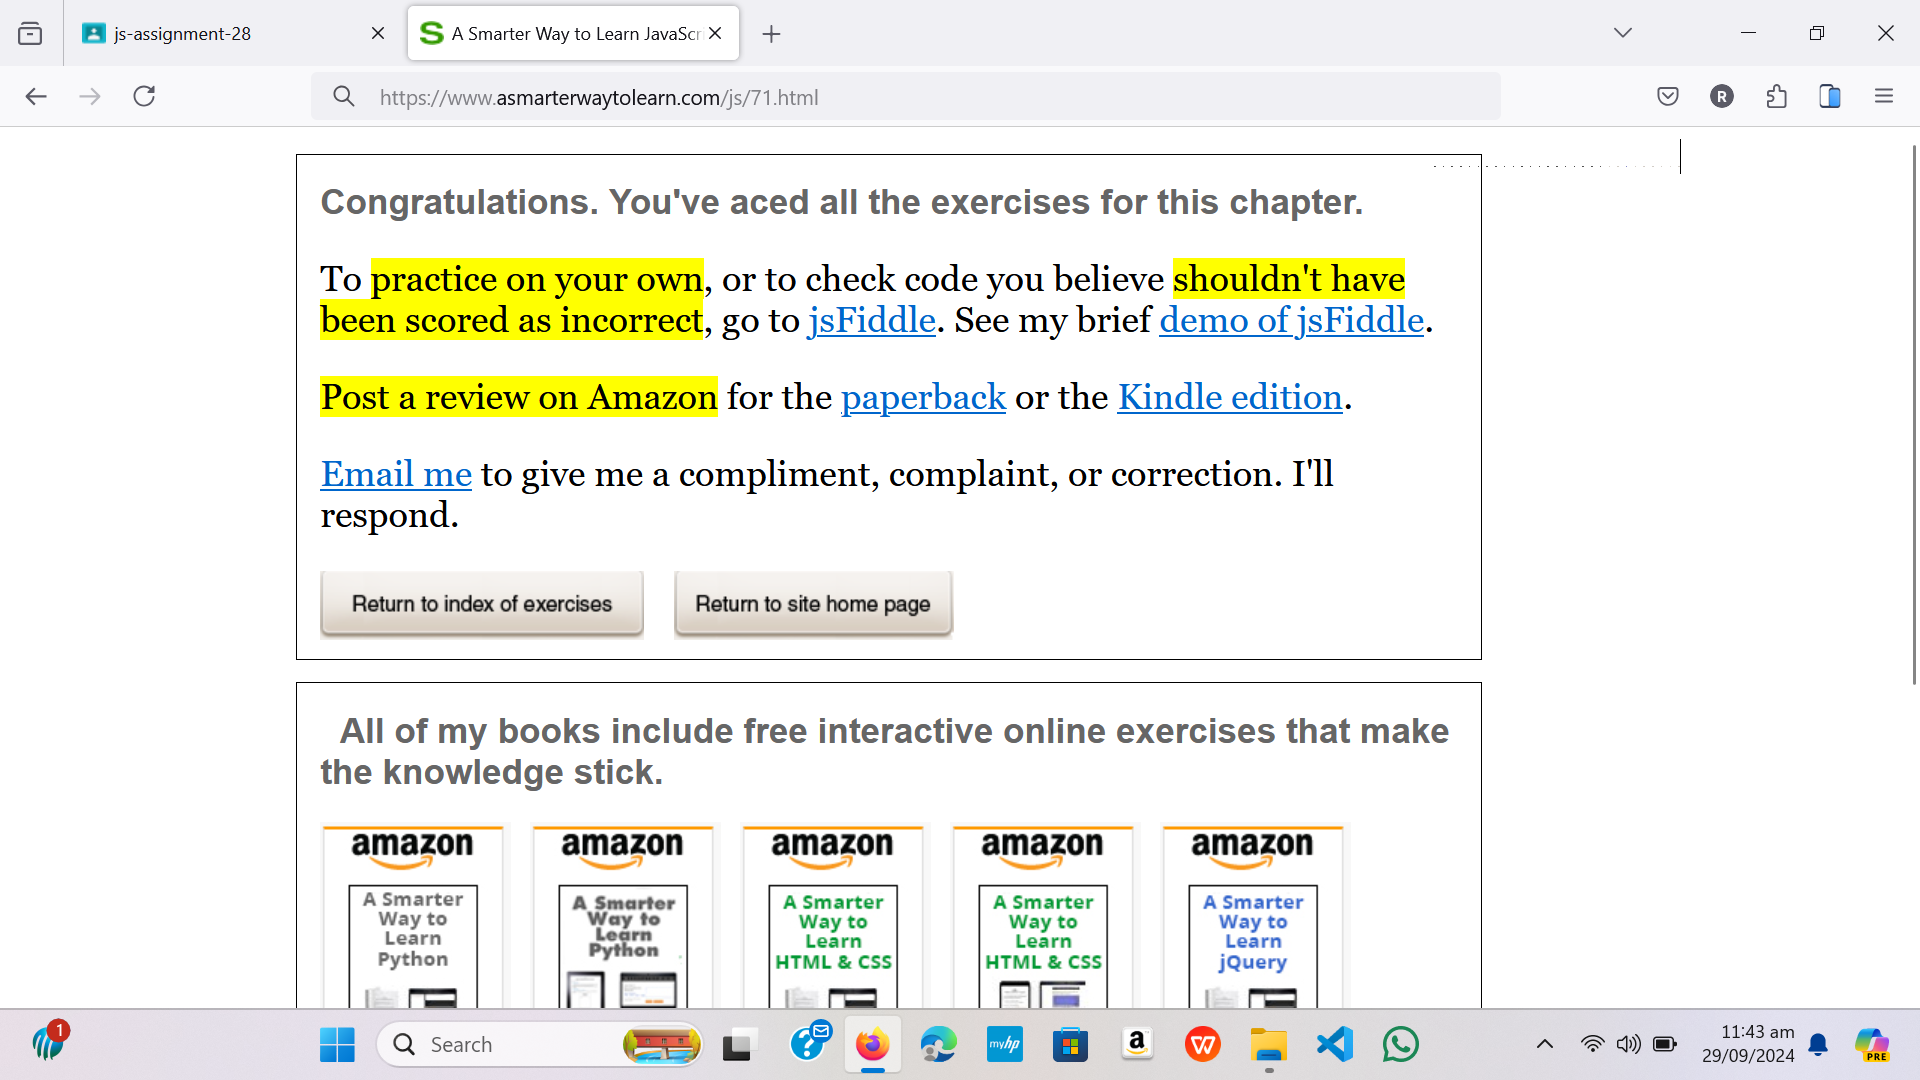 js-assignment-28
A Smarter Way to Learn JavaScri
https://www.asmarterwaytolearn.com/js/71.html
R
Congratulations. You've aced all the exercises for this chapter.
To practice on your own, or to check code you believe shouldn't have
been scored as incorrect, go to jsFiddle. See my brief demo of jsFiddle.
Post a review on Amazon for the paperback or the Kindle edition.
Email me to give me a compliment, complaint, or correction. I'll
respond.
Return to index of exercises
Return to site home page
All of my books include free interactive online exercises that make
the knowledge stick.
amazon
A Smarter
Way to
Learn
Python
amazon
A Smarter
Way to
Learn
Python
amazon
A Smarter
Way to
Learn
HTML & CSS
amazon
A Smarter
Way to
Learn
HTML & CSS
amazon
A Smarter
Way to
Learn
jQuery
1
Search
myhp
a
W
11:43 am
29/09/2024
PRE